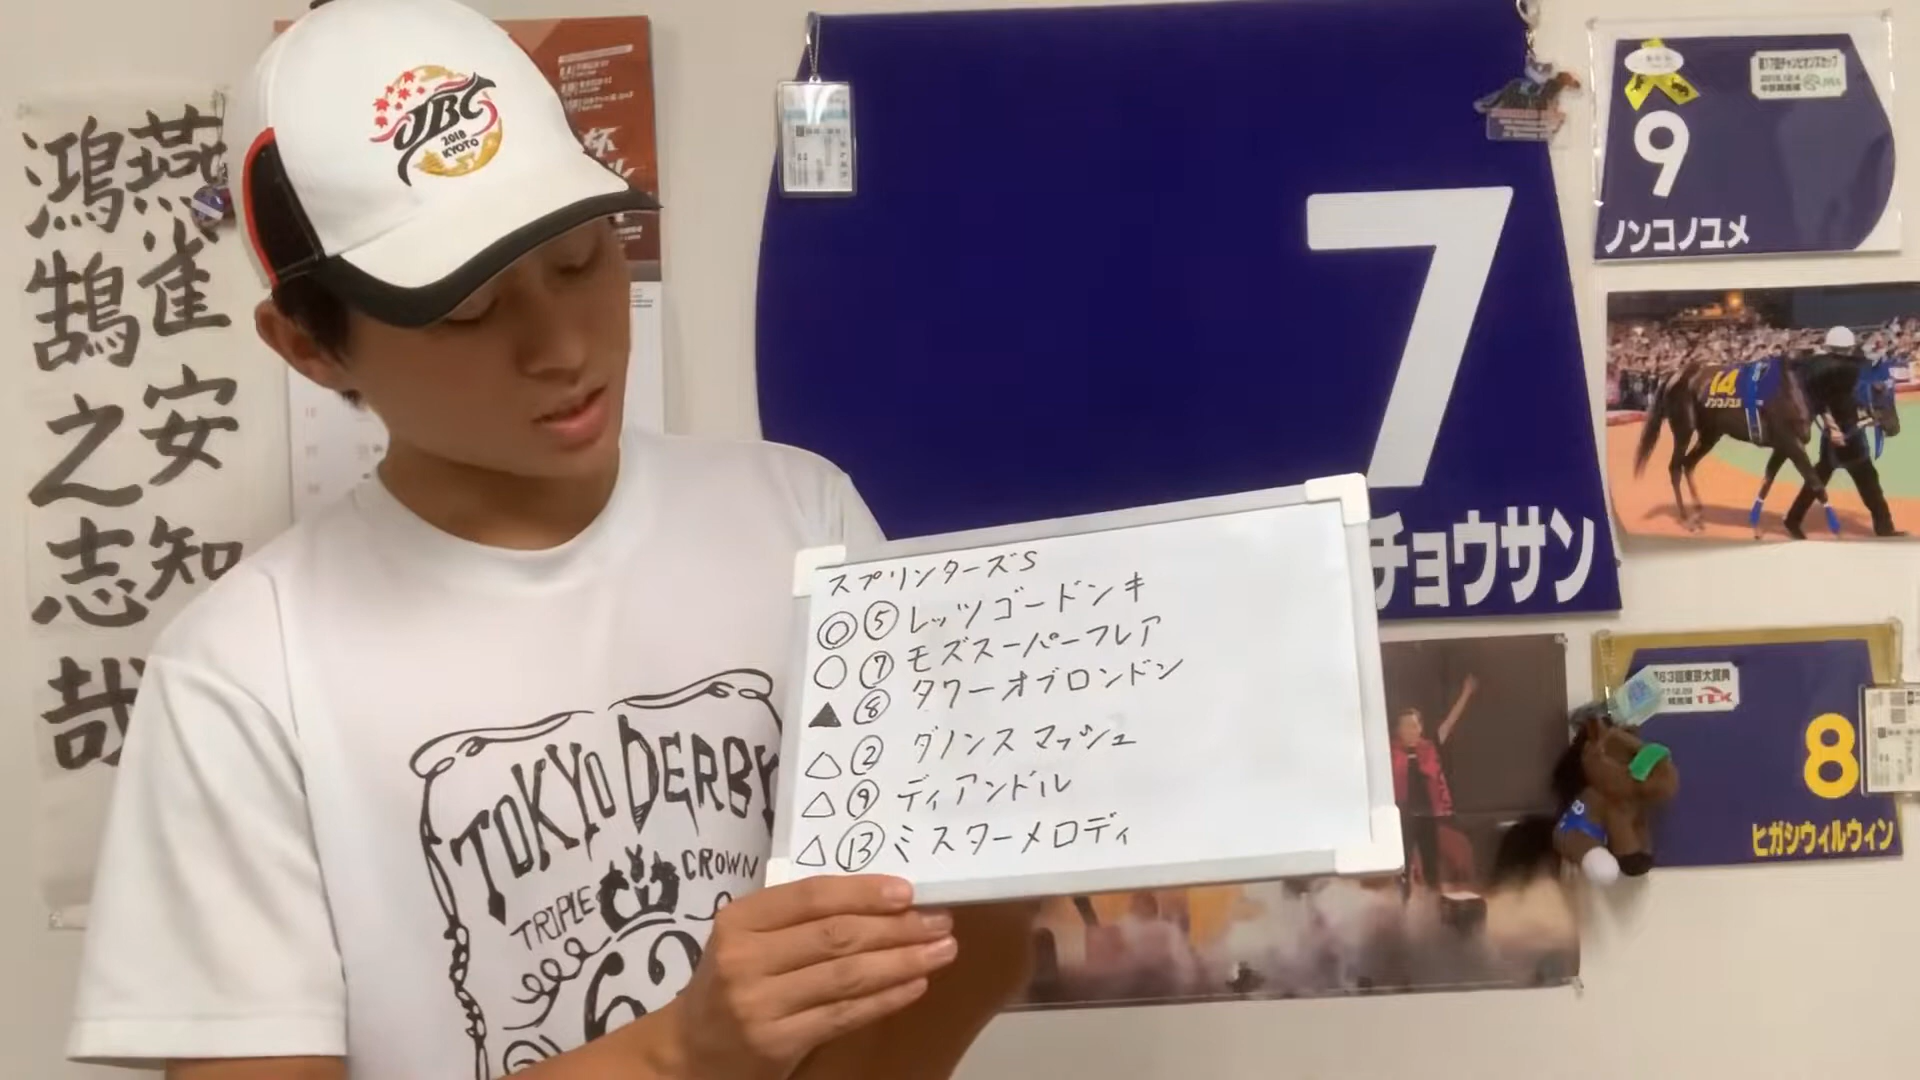 燕雀安知
鴻鵠之志哉
JBC
2018
KYOTO
杯
7
チョウサン
9
ノンコノユメ
14
ノンコノユメ
8
ヒガシウィルウィン
TCK
スプリンターズS
◎⑤レッツゴードンキ
○⑦モズスーパーフレア
▲⑧タワーオブロンドン
△②ダノンスマッシュ
△⑨ディアンドル
△⑬ミスターメロディ
TOKYO DERBY
TRIPLE CROWN